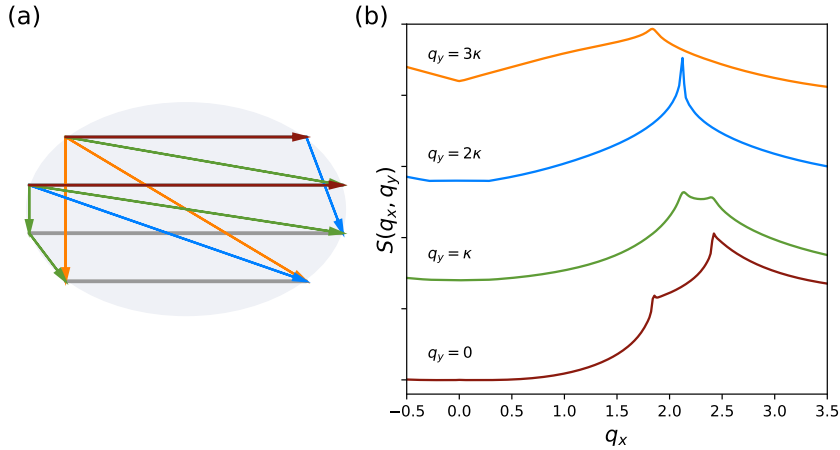 (a)
(b)
q_y = 3κ
q_y = 2κ
q_y = κ
q_y = 0
S(q_x, q_y)
−0.5 0.0 0.5 1.0 1.5 2.0 2.5 3.0 3.5
q_x